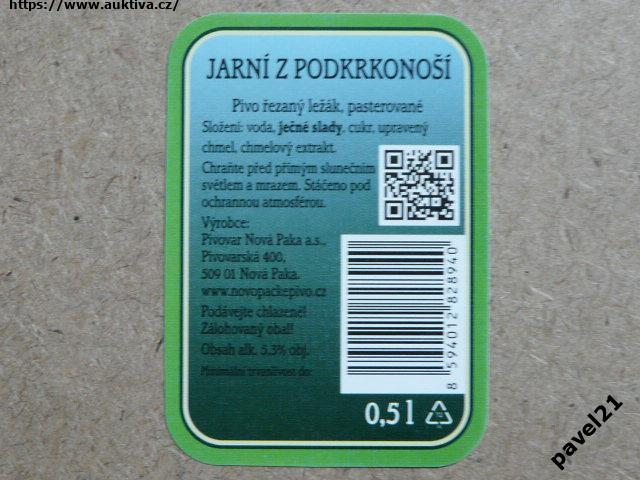 https://www.auktiva.cz/
JARNÍ Z PODKRKONOŠÍ
Pivo řezaný ležák, pasterované
Složení: voda, ječné slady, cukr, upravený
chmel, chmelový extrakt.
Chraňte před přímým slunečním
světlem a mrazem. Stáčeno pod
ochrannou atmosférou.
Výrobce:
Pivovar Nová Paka a.s.,
Pivovarská 400,
509 01 Nová Paka.
www.novopackepivo.cz
Podávejte chlazené!
Zálohovaný obal!
Obsah alk. 5,3% obj.
Minimální trvanlivost do:
8 594012 828940
0,5 l
pavel21